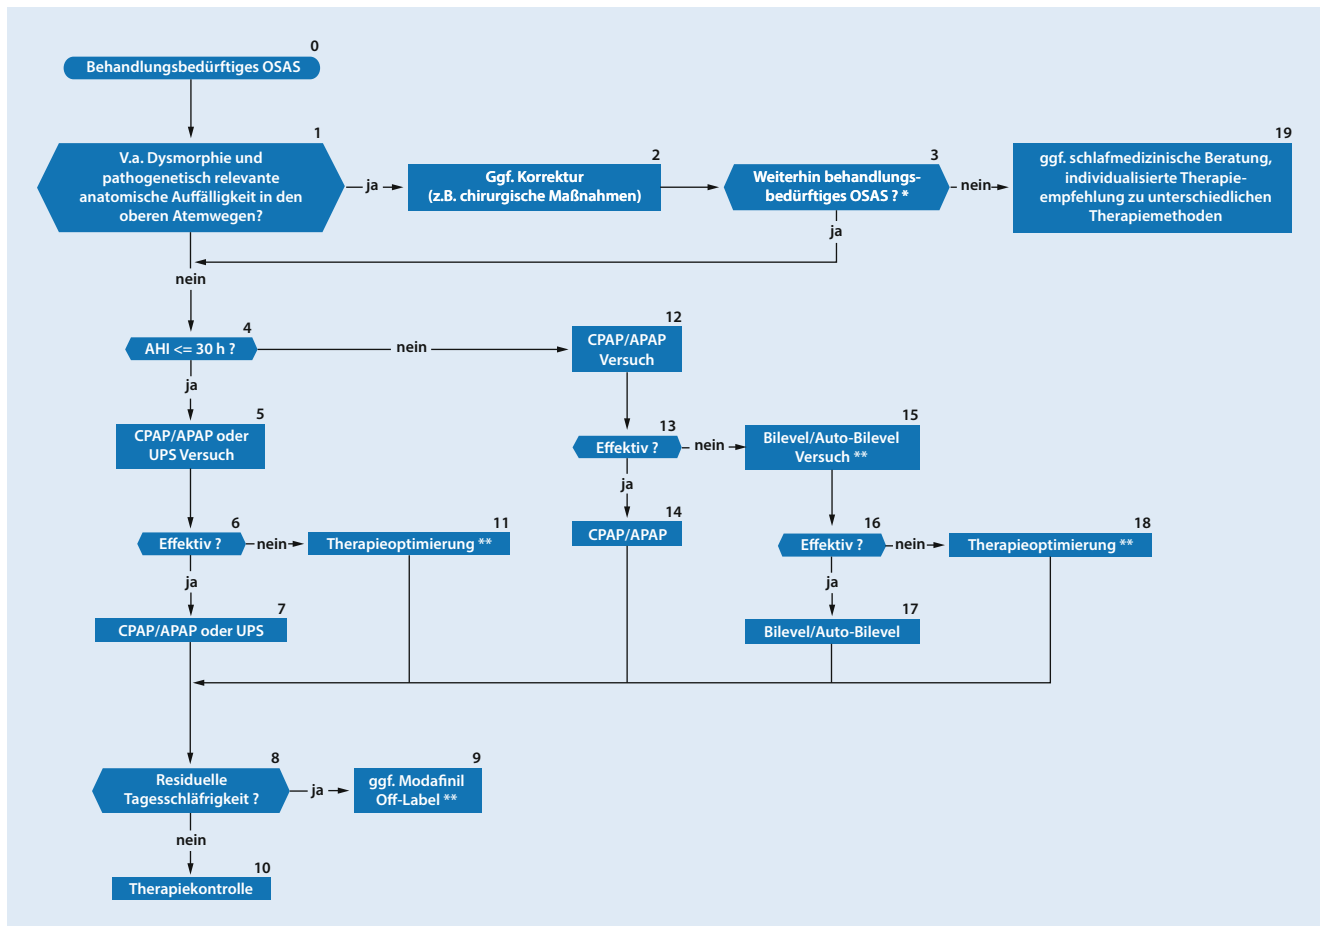 0
Behandlungsbedürftiges OSAS
1
V.a. Dysmorphie und
pathogenetisch relevante
anatomische Auffälligkeit in den
oberen Atemwegen?
ja
2
Ggf. Korrektur
(z.B. chirurgische Maßnahmen)
3
Weiterhin behandlungs-
bedürftiges OSAS ? *
nein
19
ggf. schlafmedizinische Beratung,
individualisierte Therapie-
empfehlung zu unterschiedlichen
Therapiemethoden
ja
nein
4
AHI <= 30 h ?
nein
12
CPAP/APAP
Versuch
ja
5
CPAP/APAP oder
UPS Versuch
13
Effektiv ?
nein
15
Bilevel/Auto-Bilevel
Versuch **
ja
6
Effektiv ?
nein
11
Therapieoptimierung **
14
CPAP/APAP
16
Effektiv ?
nein
18
Therapieoptimierung **
ja
ja
7
CPAP/APAP oder UPS
17
Bilevel/Auto-Bilevel
8
Residuelle
Tagesschläfrigkeit ?
ja
9
ggf. Modafinil
Off-Label **
nein
10
Therapiekontrolle